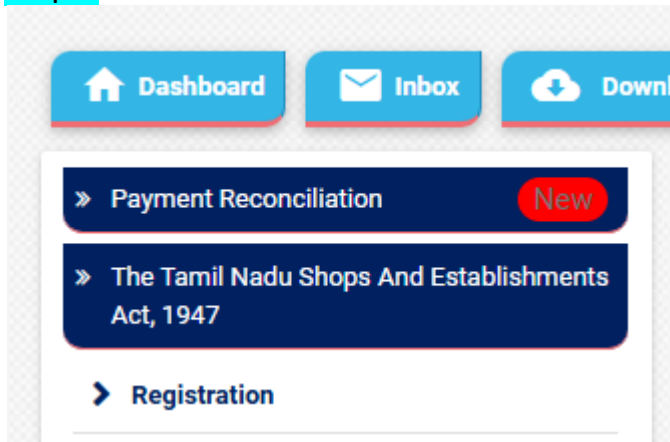 Dashboard
Inbox
Payment Reconciliation New
The Tamil Nadu Shops And Establishments
Act, 1947
Registration